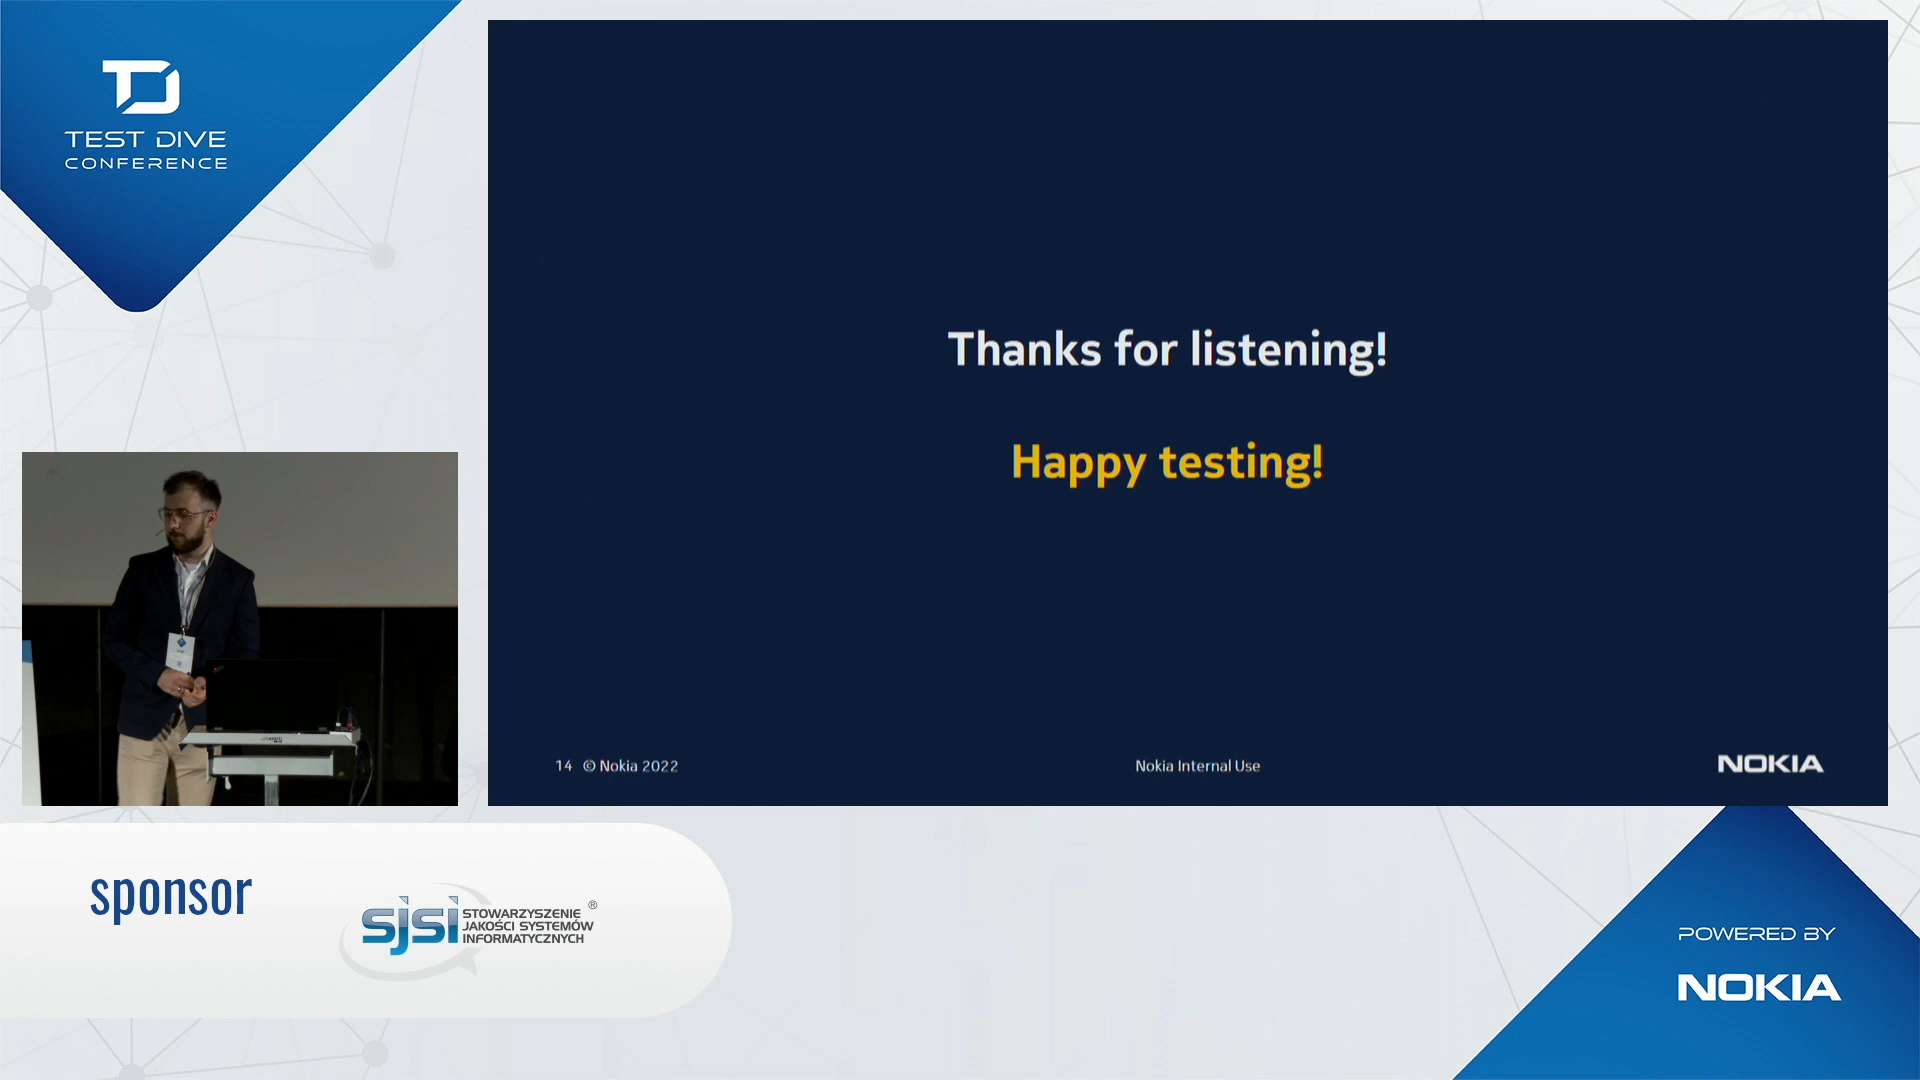 TEST DIVE
CONFERENCE
Thanks for listening!
Happy testing!
14 © Nokia 2022
Nokia Internal Use
NOKIA
sponsor
sjsi
STOWARZYSZENIE ®
JAKOŚCI SYSTEMÓW
INFORMATYCZNYCH
POWERED BY
NOKIA